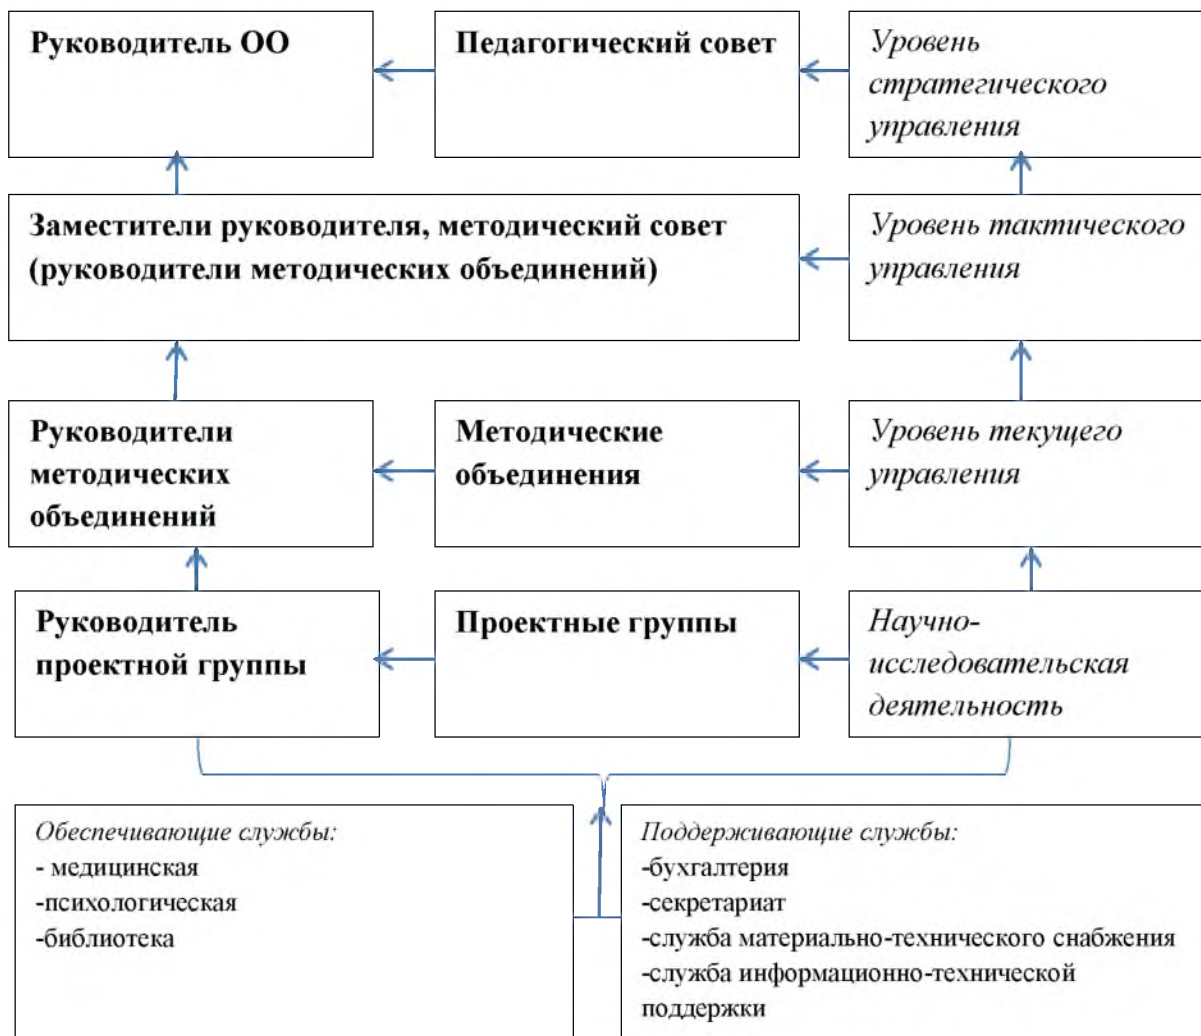 Руководитель ОО
Педагогический совет
Уровень
стратегического
управления
Заместители руководителя, методический совет
(руководители методических объединений)
Уровень тактического
управления
Руководители
методических
объединений
Методические
объединения
Уровень текущего
управления
Руководитель
проектной группы
Проектные группы
Научно-
исследовательская
деятельность
Обеспечивающие службы:
- медицинская
-психологическая
-библиотека
Поддерживающие службы:
-бухгалтерия
-секретариат
-служба материально-технического снабжения
-служба информационно-технической
поддержки